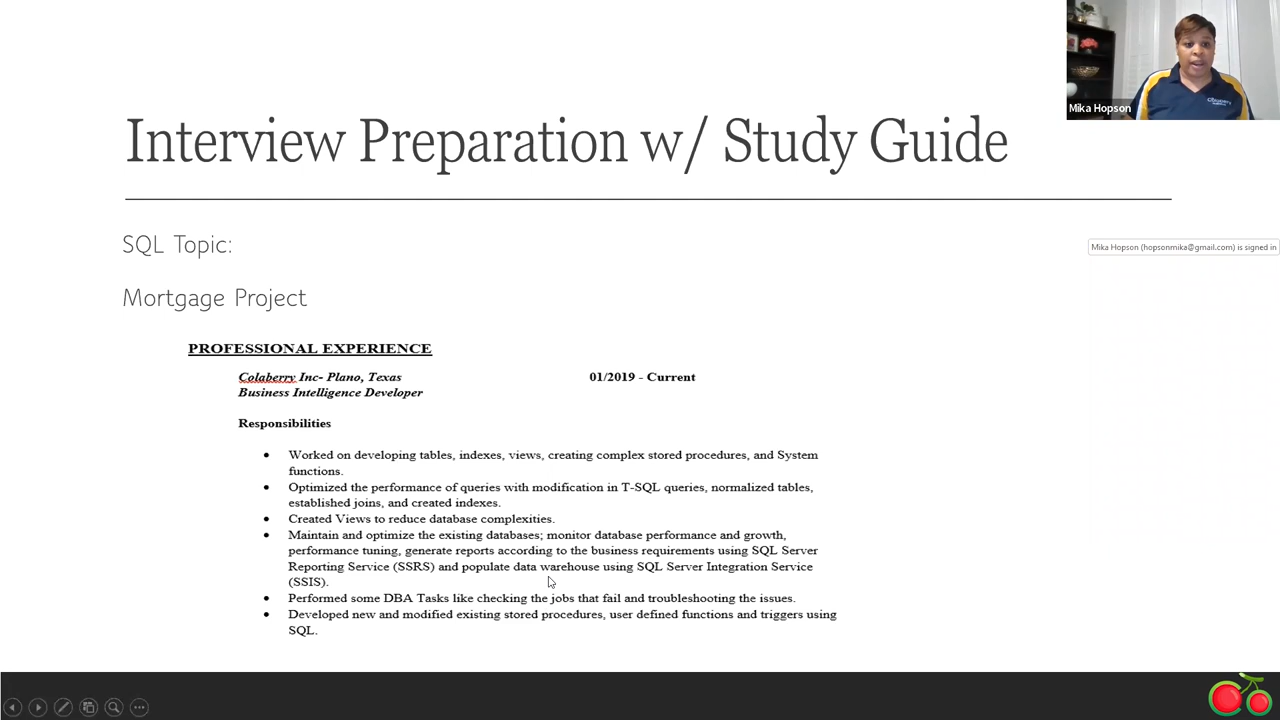 Mika Hopson
Interview Preparation w/ Study Guide
SQL Topic:
Mika Hopson (hopsonmika@gmail.com) is signed in
Mortgage Project
PROFESSIONAL EXPERIENCE
Colaberry Inc- Plano, Texas 01/2019 - Current
Business Intelligence Developer
Responsibilities
• Worked on developing tables, indexes, views, creating complex stored procedures, and System
functions.
• Optimized the performance of queries with modification in T-SQL queries, normalized tables,
established joins, and created indexes.
• Created Views to reduce database complexities.
• Maintain and optimize the existing databases; monitor database performance and growth,
performance tuning, generate reports according to the business requirements using SQL Server
Reporting Service (SSRS) and populate data warehouse using SQL Server Integration Service
(SSIS).
• Performed some DBA Tasks like checking the jobs that fail and troubleshooting the issues.
• Developed new and modified existing stored procedures, user defined functions and triggers using
SQL.